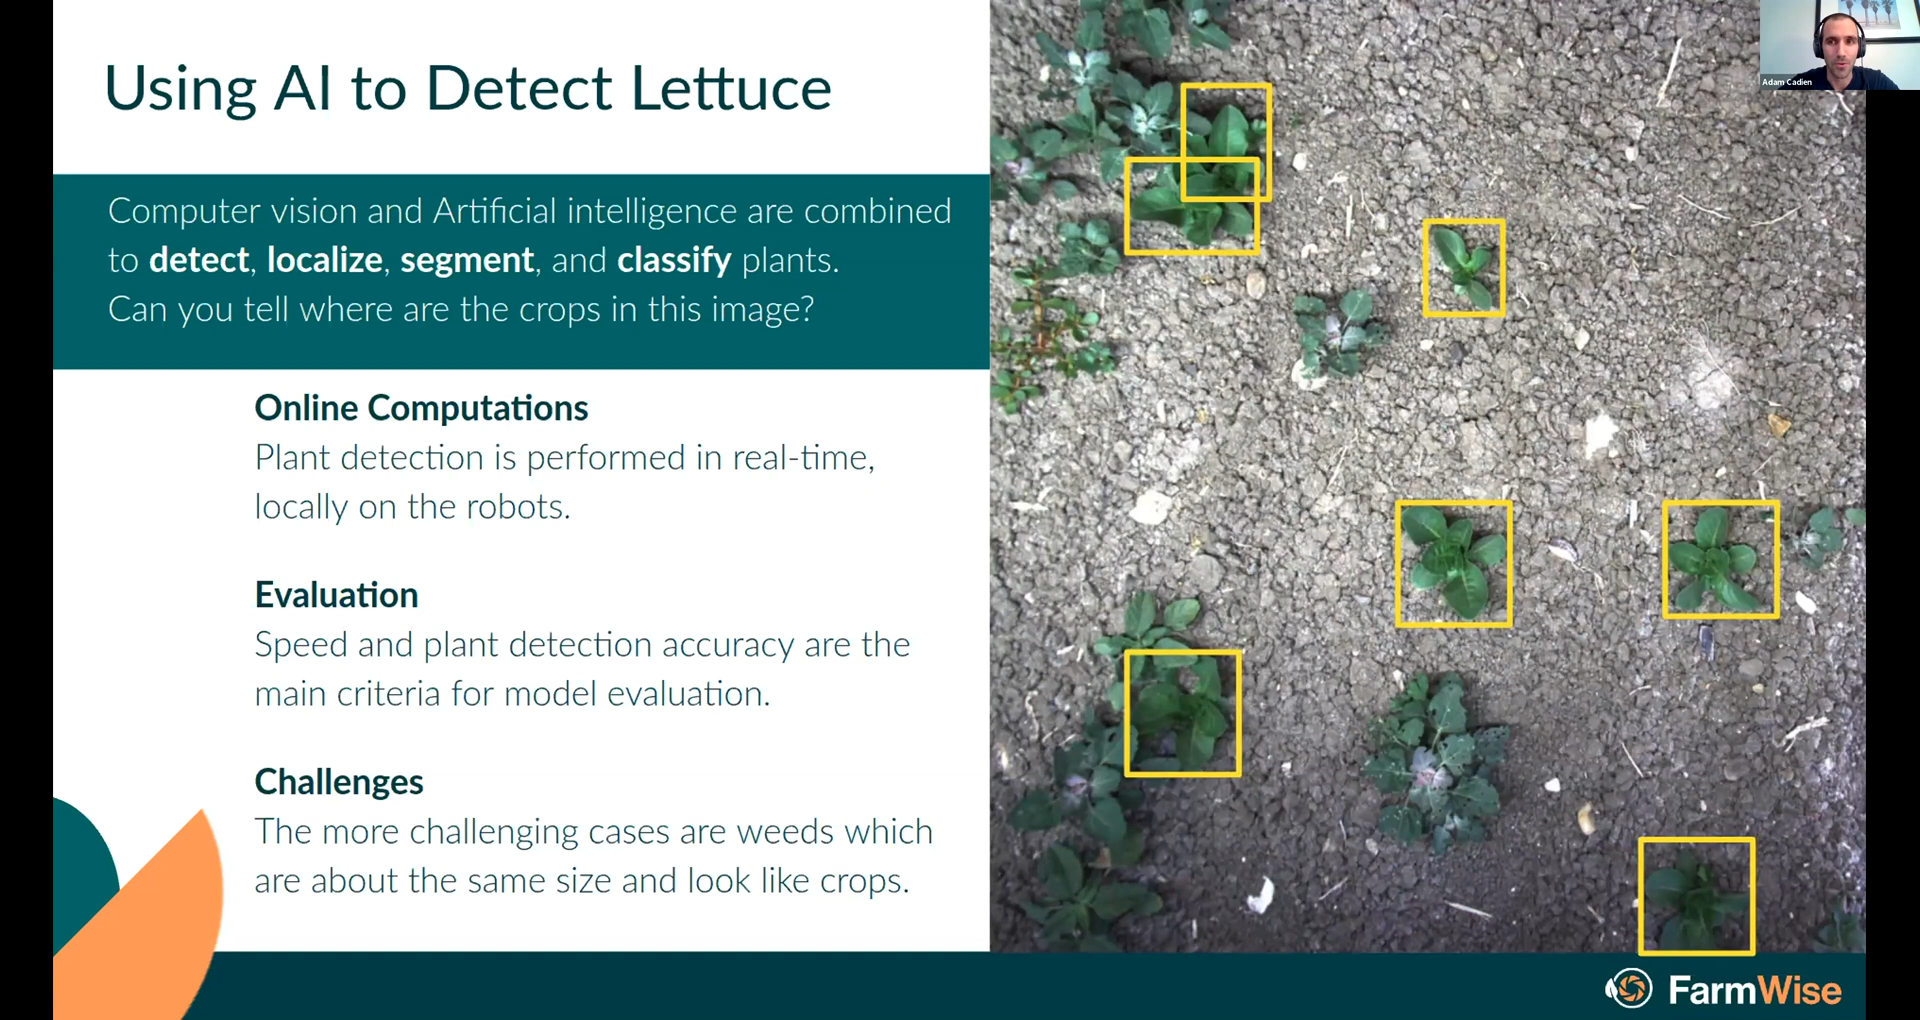 Using AI to Detect Lettuce
Adam Cadien
Computer vision and Artificial intelligence are combined
to detect, localize, segment, and classify plants.
Can you tell where are the crops in this image?
Online Computations
Plant detection is performed in real-time,
locally on the robots.
Evaluation
Speed and plant detection accuracy are the
main criteria for model evaluation.
Challenges
The more challenging cases are weeds which
are about the same size and look like crops.
FarmWise